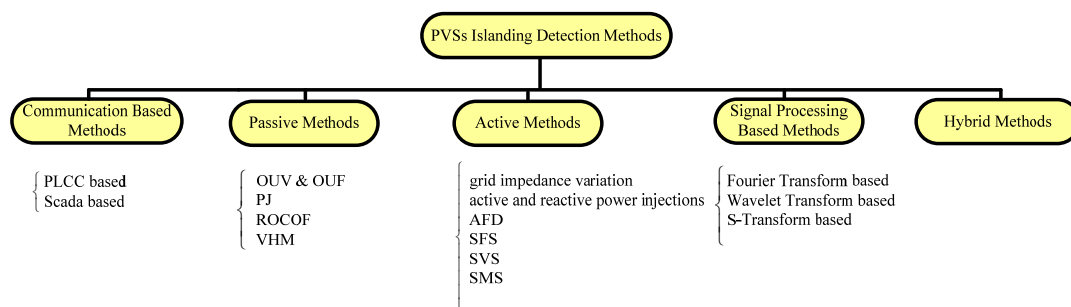 PVSs Islanding Detection Methods
Communication Based
Methods
Passive Methods
Active Methods
Signal Processing
Based Methods
Hybrid Methods
PLCC based
Scada based
OUV & OUF
PJ
ROCOF
VHM
grid impedance variation
active and reactive power injections
AFD
SFS
SVS
SMS
Fourier Transform based
Wavelet Transform based
S-Transform based